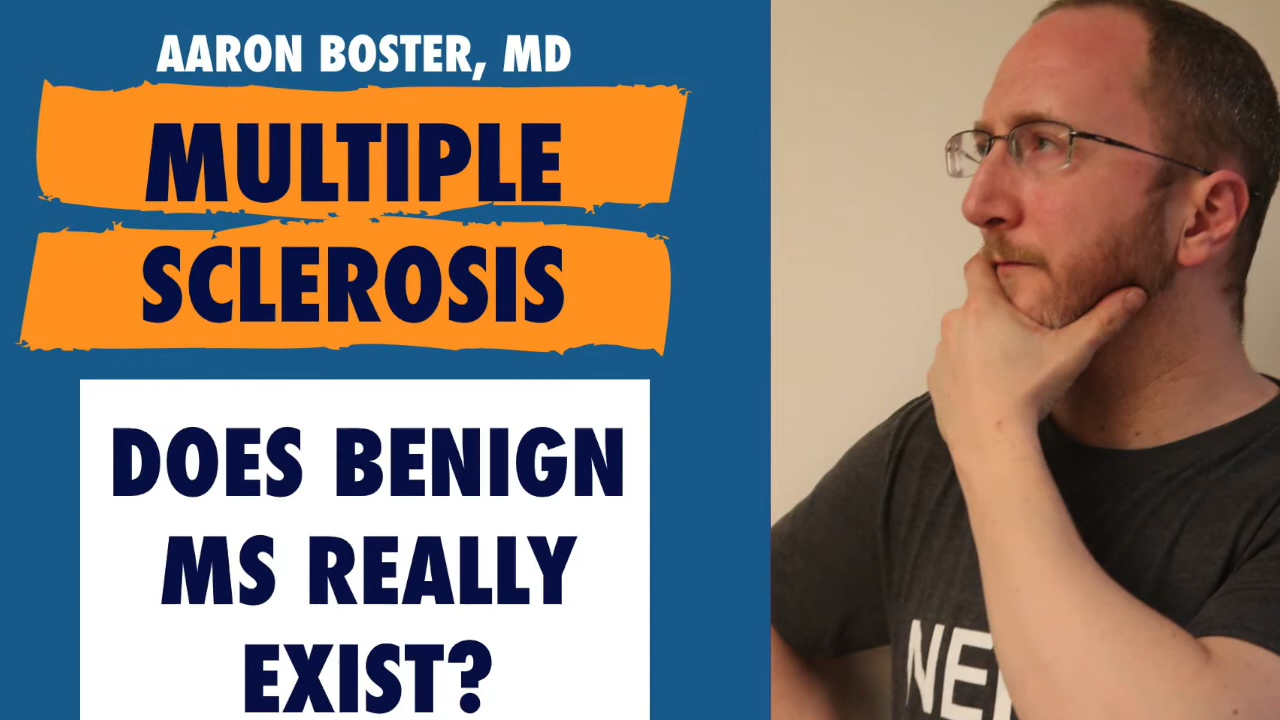 AARON BOSTER, MD
MULTIPLE
SCLEROSIS
DOES BENIGN
MS REALLY
EXIST?